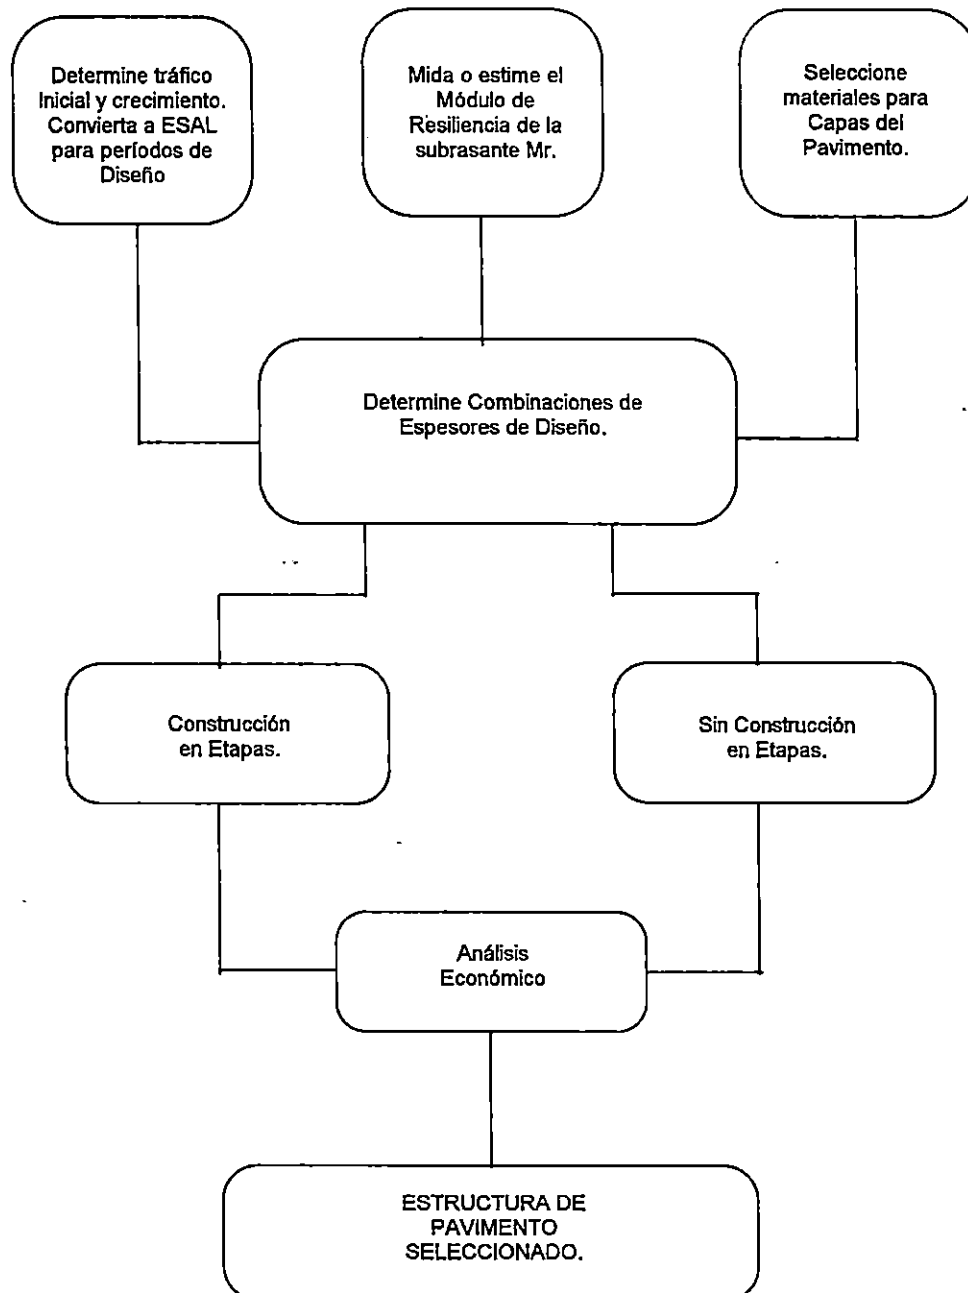 Determine tráfico
Inicial y crecimiento.
Convierta a ESAL
para períodos de
Diseño
Mida o estime el
Módulo de
Resiliencia de la
subrasante Mr.
Seleccione
materiales para
Capas del
Pavimento.
Determine Combinaciones de
Espesores de Diseño.
Construcción
en Etapas.
Sin Construcción
en Etapas.
Análisis
Económico
ESTRUCTURA DE
PAVIMENTO
SELECCIONADO.